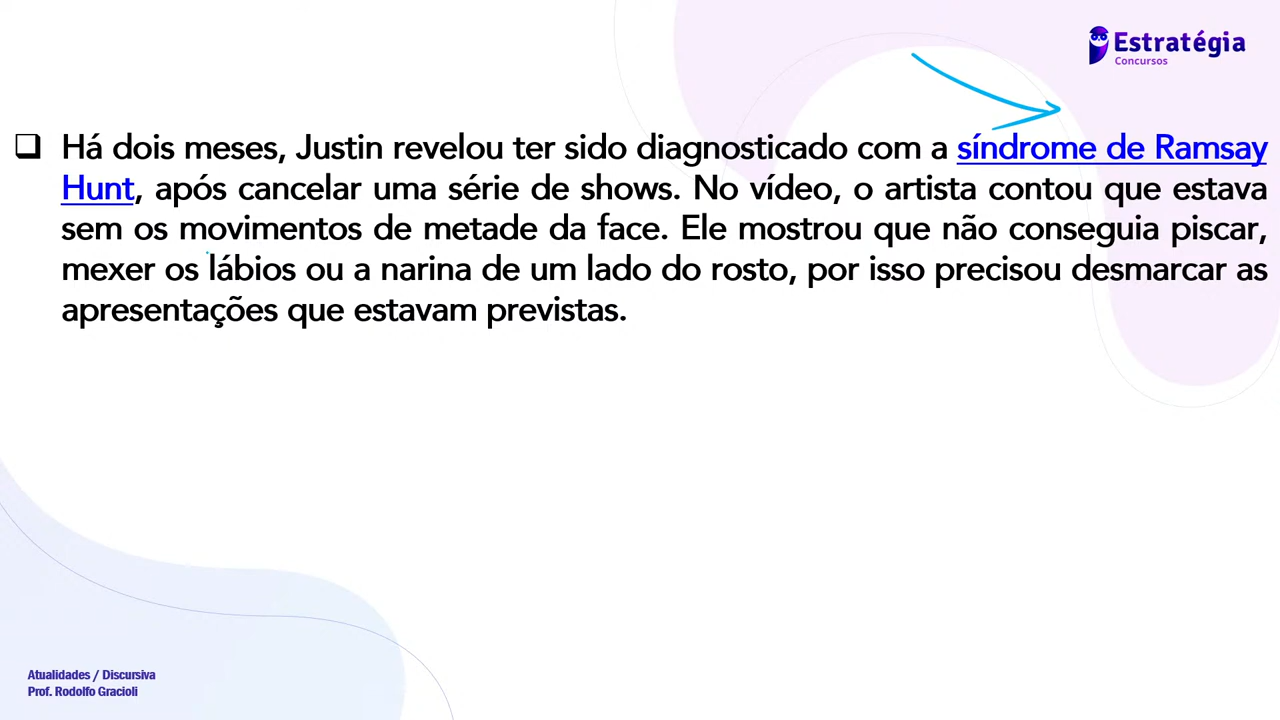 Estratégia
Concursos
Há dois meses, Justin revelou ter sido diagnosticado com a síndrome de Ramsay
Hunt, após cancelar uma série de shows. No vídeo, o artista contou que estava
sem os movimentos de metade da face. Ele mostrou que não conseguia piscar,
mexer os lábios ou a narina de um lado do rosto, por isso precisou desmarcar as
apresentações que estavam previstas.
Atualidades / Discursiva
Prof. Rodolfo Gracioli